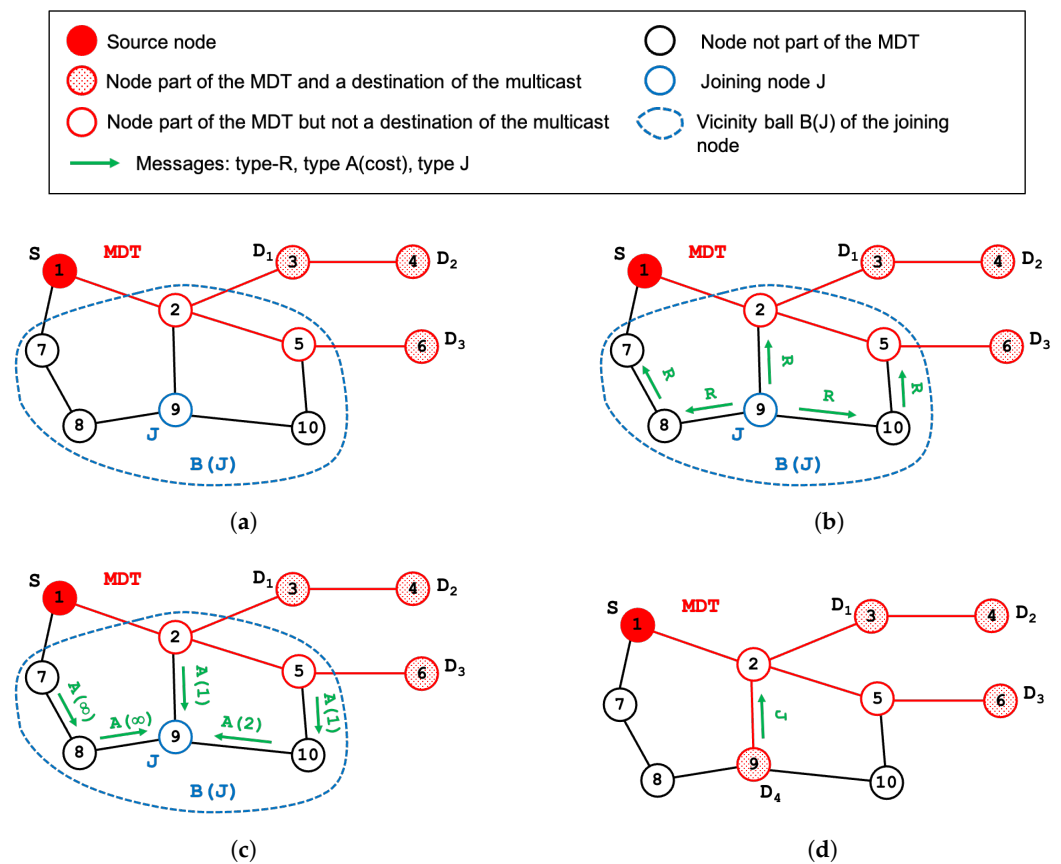 Source node
Node part of the MDT and a destination of the multicast
Node part of the MDT but not a destination of the multicast
Messages: type-R, type A(cost), type J
Node not part of the MDT
Joining node J
Vicinity ball B(J) of the joining
node
S MDT D1 3 4 D2
1
2
7 5 6 D3
8 9 10
J
B(J)
(a)
S MDT D1 3 4 D2
1
2
7 5 6 D3
R R R
R R
8 9 10
J
B(J)
(b)
S MDT D1 3 4 D2
1
2
7 5 6 D3
A(∞) A(1) A(1)
A(∞) A(2)
8 9 10
J
B(J)
(c)
S MDT D1 3 4 D2
1
2
7 5 6 D3
J
8 9 10
D4
(d)